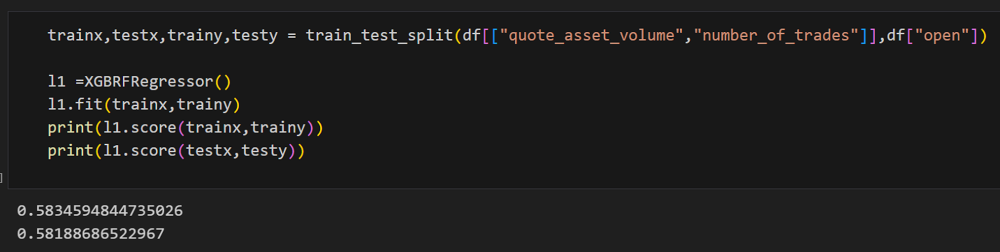 trainx,testx,trainy,testy = train_test_split(df[["quote_asset_volume","number_of_trades"]],df["open"])
l1 =XGBRFRegressor()
l1.fit(trainx,trainy)
print(l1.score(trainx,trainy))
print(l1.score(testx,testy))
]
0.5834594844735026
0.58188686522967